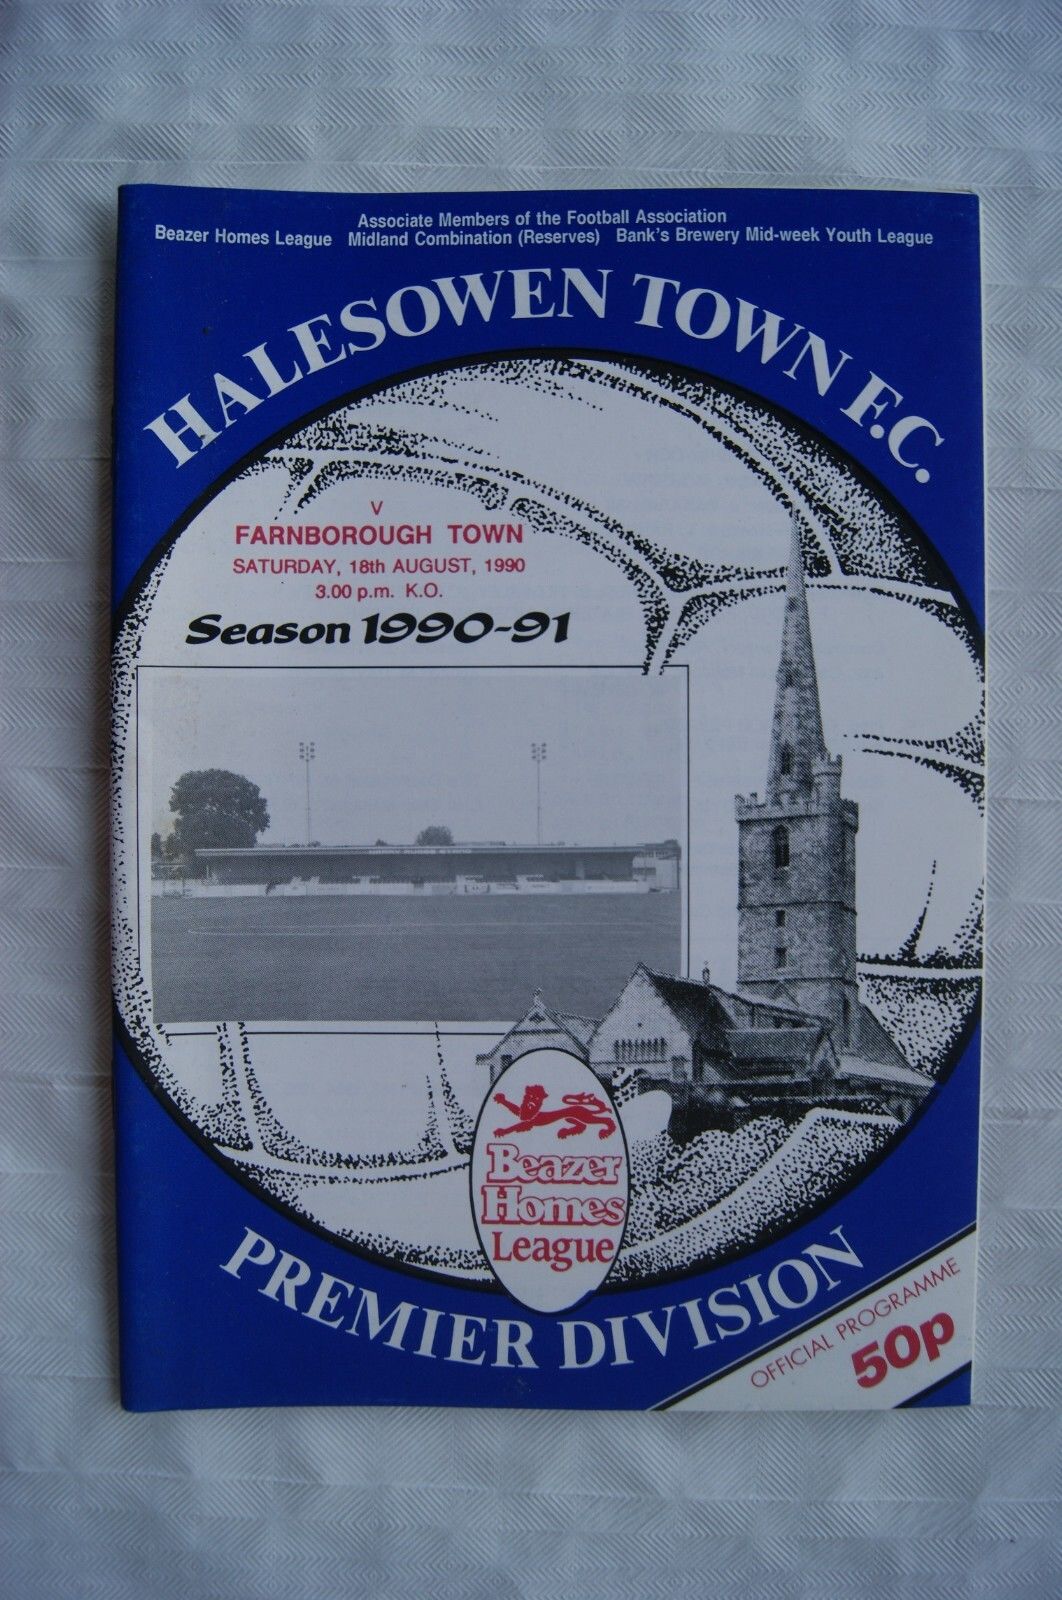 Associate Members of the Football Association
Beazer Homes League Midland Combination (Reserves) Bank's Brewery Mid-week Youth League
HALESOWEN TOWN F.C.
V
FARNBOROUGH TOWN
SATURDAY, 18th AUGUST, 1990
3.00 p.m. K.O.
Season 1990-91
Beazer
Homes
League
PREMIER DIVISION
OFFICIAL PROGRAMME
50p